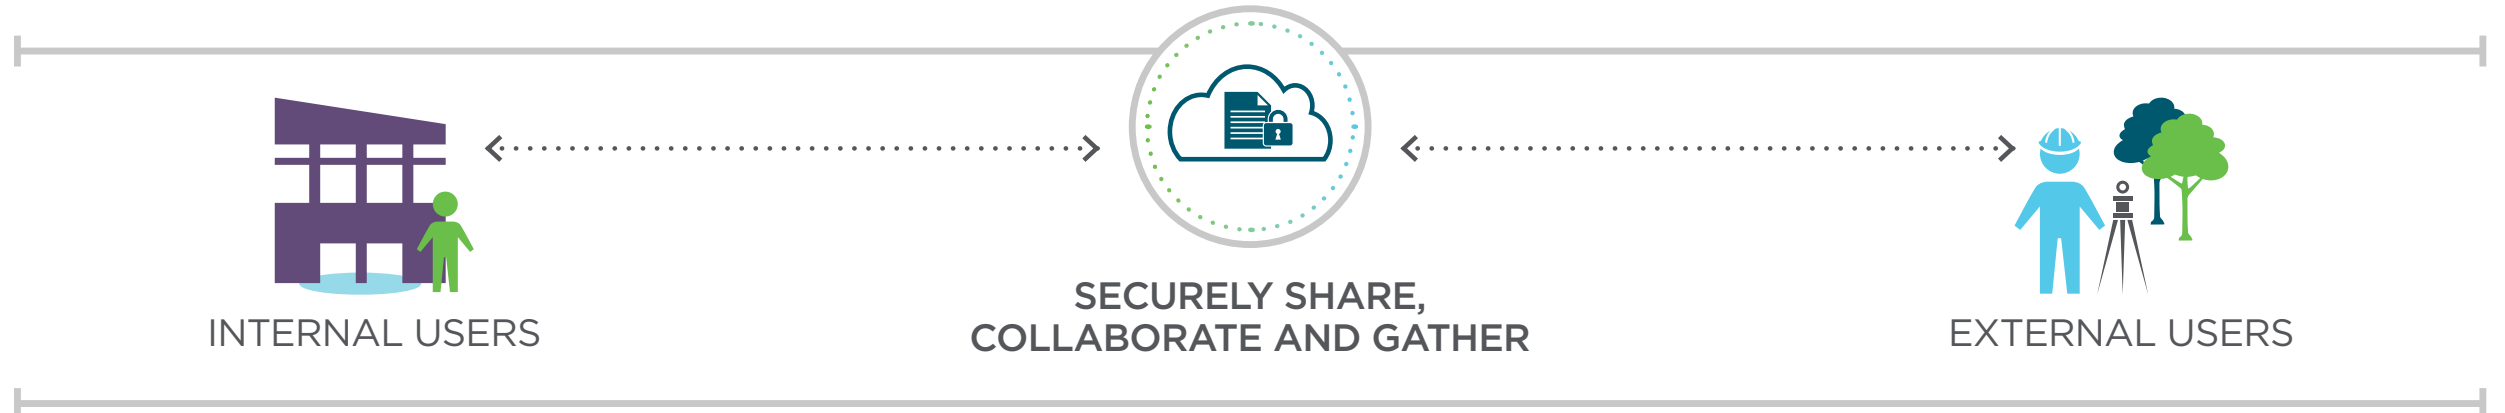 SECURELY SHARE,
COLLABORATE AND GATHER
INTERNAL USERS
EXTERNAL USERS